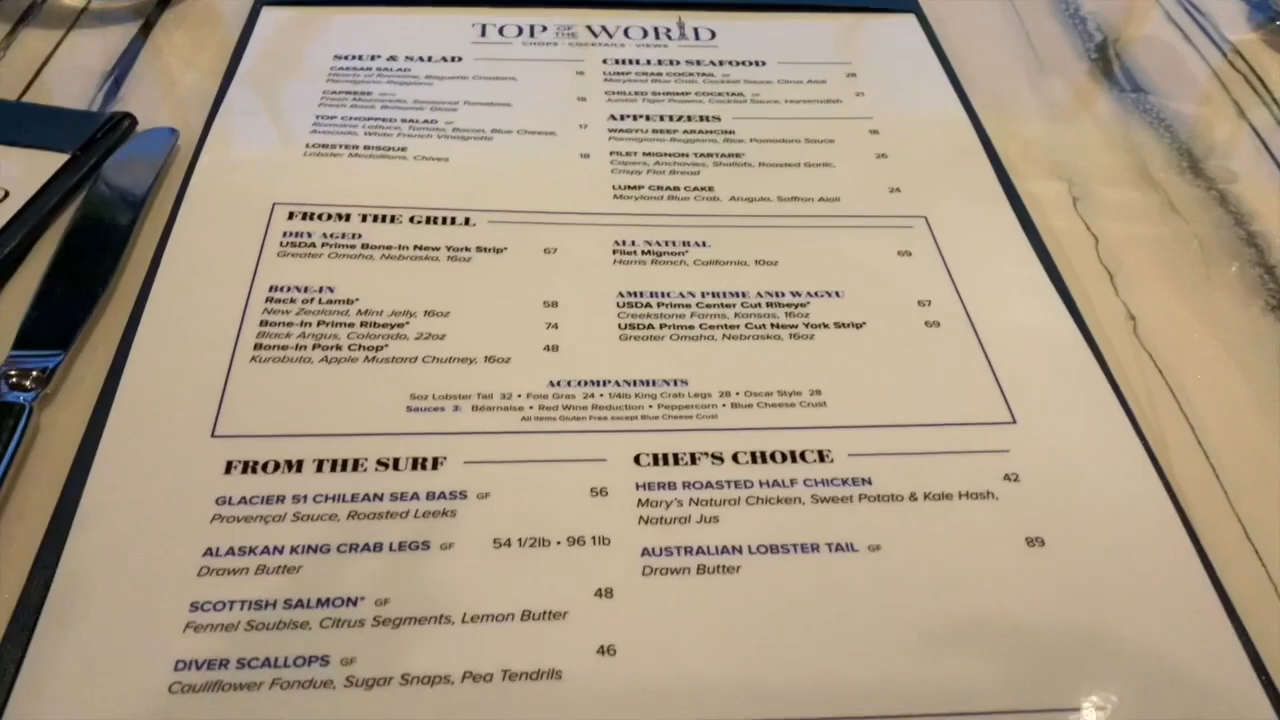 TOP OF THE WORLD
CHOPS · COCKTAILS · VIEWS
SOUP & SALAD
CAESAR SALAD 16
Hearts of Romaine, Baguette Croutons,
Parmigiano-Reggiano
CAPRESE 18
Fresh Mozzarella, Seasonal Tomatoes,
Fresh Basil, Balsamic Glaze
TOP CHOPPED SALAD GF 17
Romaine Lettuce, Tomato, Bacon, Blue Cheese,
Avocado, White French Vinaigrette
LOBSTER BISQUE 18
Lobster Medallions, Chives
CHILLED SEAFOOD
LUMP CRAB COCKTAIL GF 28
Maryland Blue Crab, Cocktail Sauce, Citrus Aioli
CHILLED SHRIMP COCKTAIL GF 21
Jumbo Tiger Prawns, Cocktail Sauce, Horseradish
APPETIZERS
WAGYU BEEF ARANCINI 18
Parmigiano-Reggiano, Rice, Pomodoro Sauce
FILET MIGNON TARTARE* 26
Capers, Anchovies, Shallots, Roasted Garlic,
Crispy Flat Bread
LUMP CRAB CAKE 24
Maryland Blue Crab, Arugula, Saffron Aioli
FROM THE GRILL
DRY AGED
USDA Prime Bone-In New York Strip* 67
Greater Omaha, Nebraska, 16oz
BONE-IN
Rack of Lamb* 58
New Zealand, Mint Jelly, 16oz
Bone-In Prime Ribeye* 74
Black Angus, Colorado, 22oz
Bone-In Pork Chop* 48
Kurobuta, Apple Mustard Chutney, 16oz
ALL NATURAL
Filet Mignon* 69
Harris Ranch, California, 10oz
AMERICAN PRIME AND WAGYU
USDA Prime Center Cut Ribeye* 67
Creekstone Farms, Kansas, 16oz
USDA Prime Center Cut New York Strip* 69
Greater Omaha, Nebraska, 16oz
ACCOMPANIMENTS
5oz Lobster Tail 32 • Foie Gras 24 • 1/4lb King Crab Legs 28 • Oscar Style 28
Sauces 3: Béarnaise • Red Wine Reduction • Peppercorn • Blue Cheese Crust
All items Gluten Free except Blue Cheese Crust
FROM THE SURF
GLACIER 51 CHILEAN SEA BASS GF 56
Provençal Sauce, Roasted Leeks
ALASKAN KING CRAB LEGS GF 54 1/2lb • 96 1lb
Drawn Butter
SCOTTISH SALMON* GF 48
Fennel Soubise, Citrus Segments, Lemon Butter
DIVER SCALLOPS GF 46
Cauliflower Fondue, Sugar Snaps, Pea Tendrils
CHEF'S CHOICE
HERB ROASTED HALF CHICKEN 42
Mary's Natural Chicken, Sweet Potato & Kale Hash,
Natural Jus
AUSTRALIAN LOBSTER TAIL GF 89
Drawn Butter